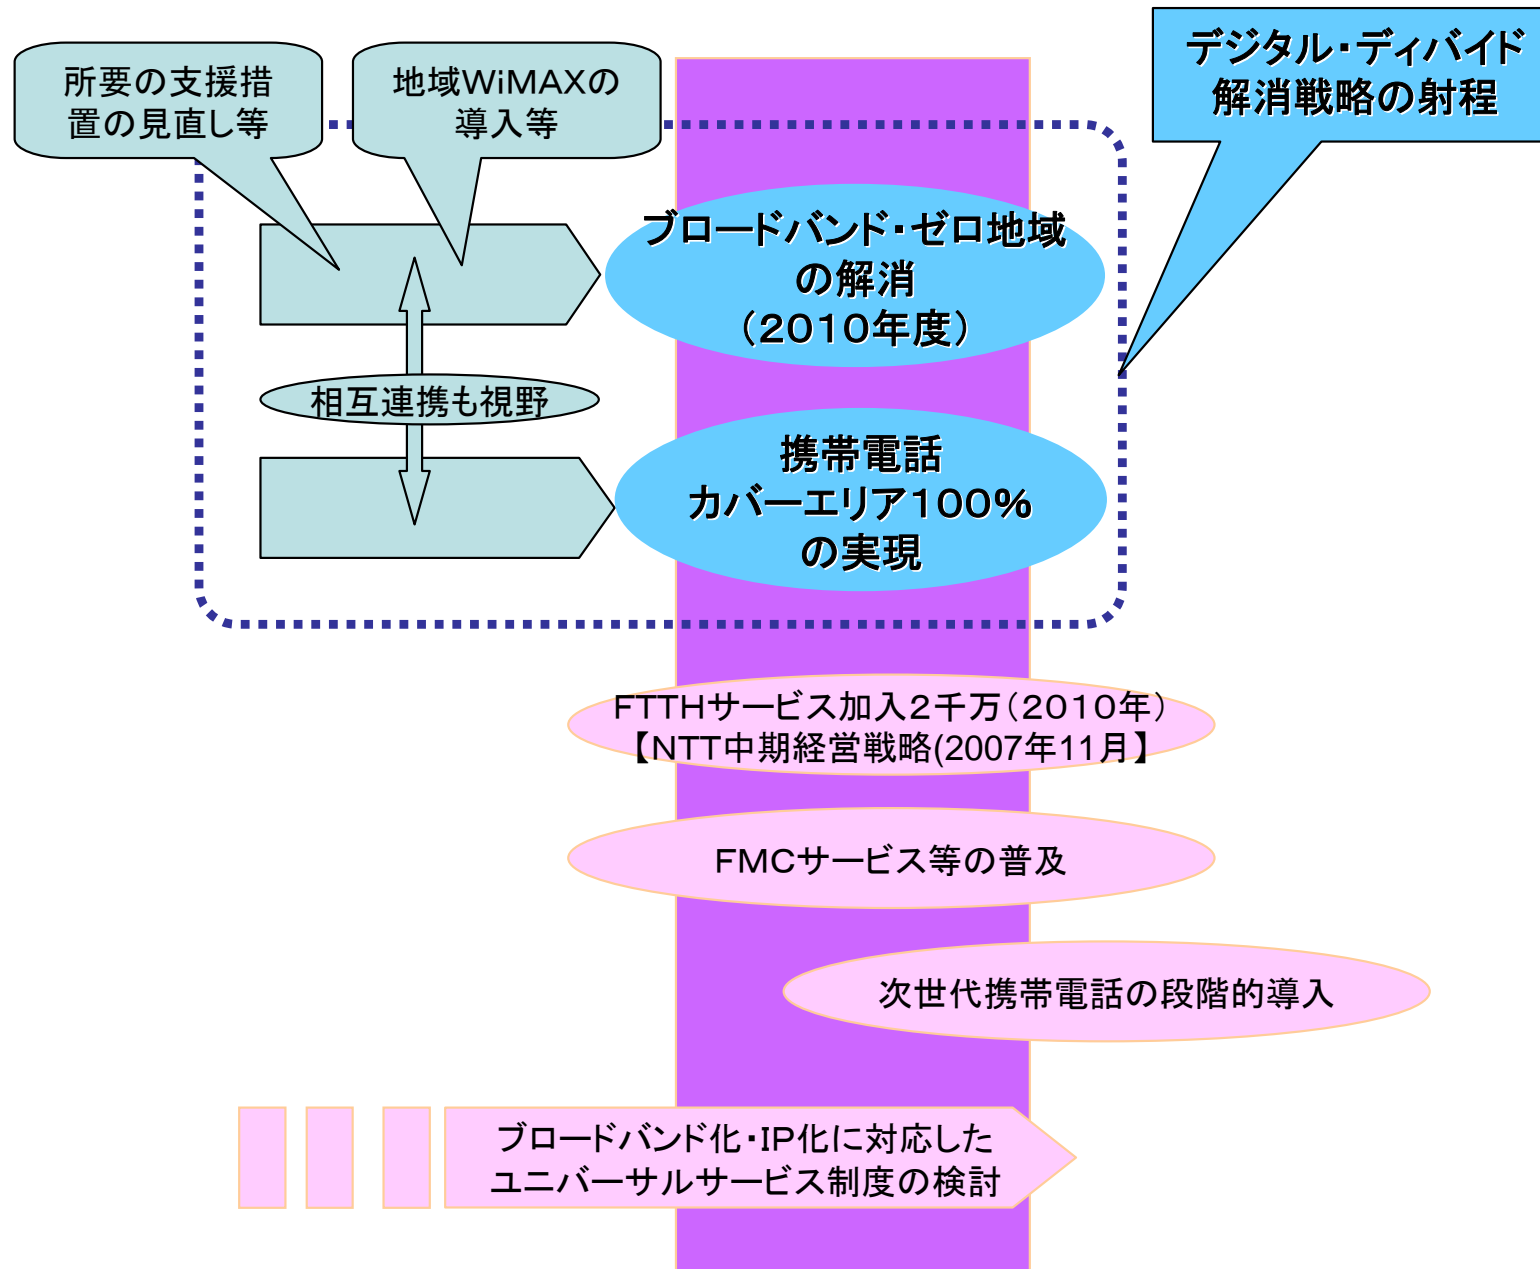 所要の支援措
置の見直し等
地域WiMAXの
導入等
デジタル・ディバイド
解消戦略の射程
ブロードバンド・ゼロ地域
の解消
（２０１０年度）
相互連携も視野
携帯電話
カバーエリア１００％
の実現
FTTHサービス加入２千万（２０１０年）
【NTT中期経営戦略(2007年11月】
FMCサービス等の普及
次世代携帯電話の段階的導入
ブロードバンド化・IP化に対応した
ユニバーサルサービス制度の検討